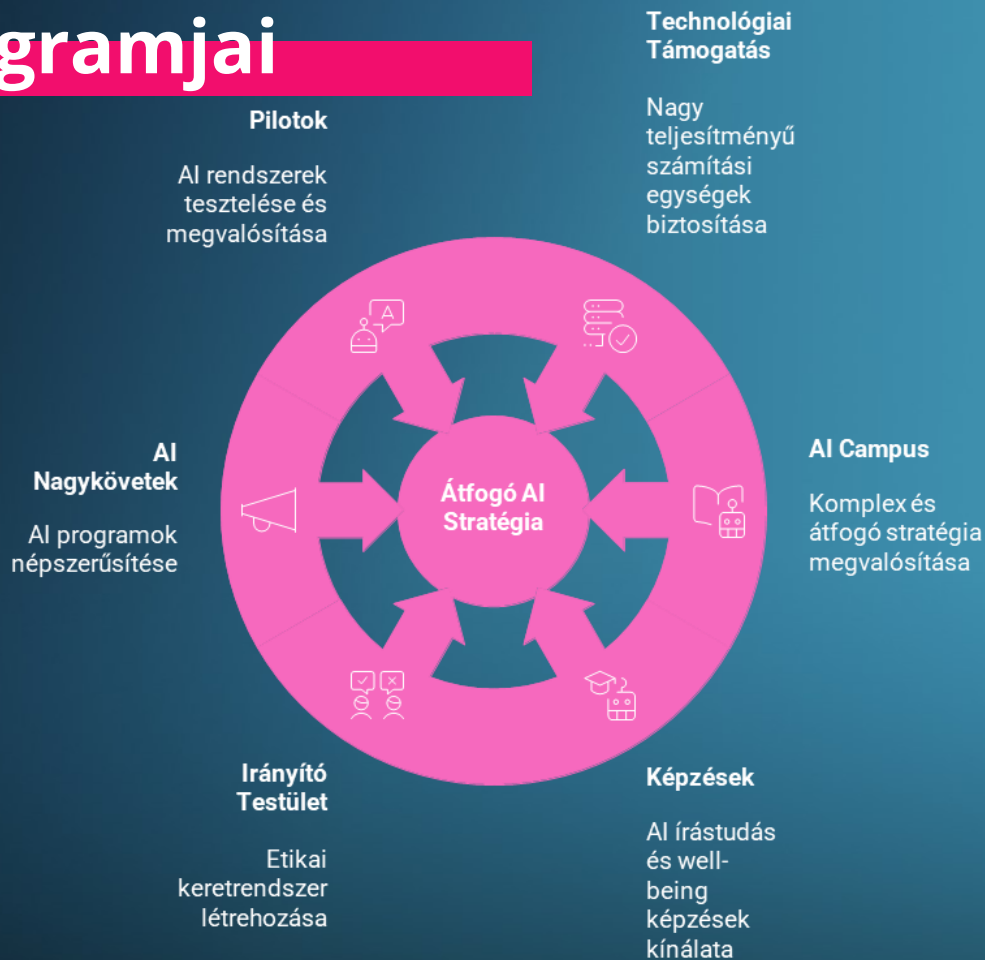 gramjai
Pilotok
AI rendszerek
tesztelése és
megvalósítása
Technológiai
Támogatás
Nagy
teljesítményű
számítási
egységek
biztosítása
A
AI
Nagykövetek
AI programok
népszerűsítése
Átfogó AI
Stratégia
AI Campus
Komplex és
átfogó stratégia
megvalósítása
Irányító
Testület
Etikai
keretrendszer
létrehozása
Képzések
AI írástudás
és well-
being
képzések
kínálata